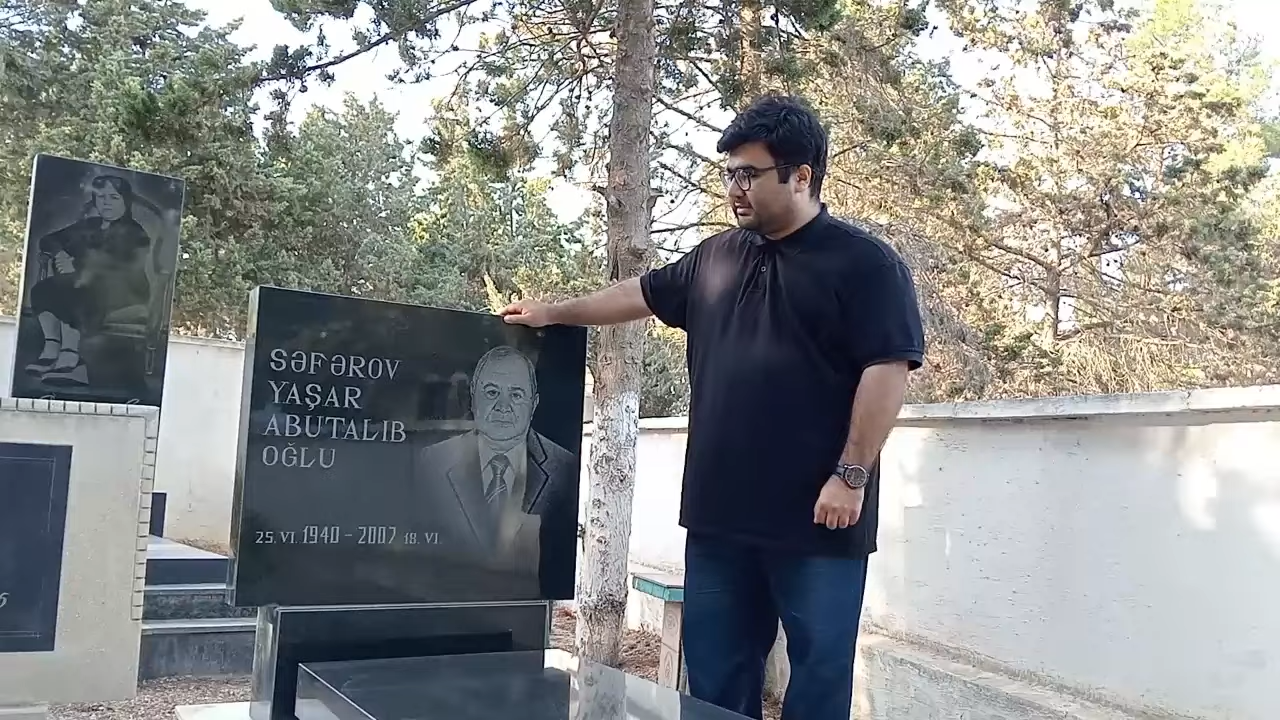 SƏFƏROV
YAŞAR
ABUTALIB
OĞLU
25.VI.1940-2007 18.VI.